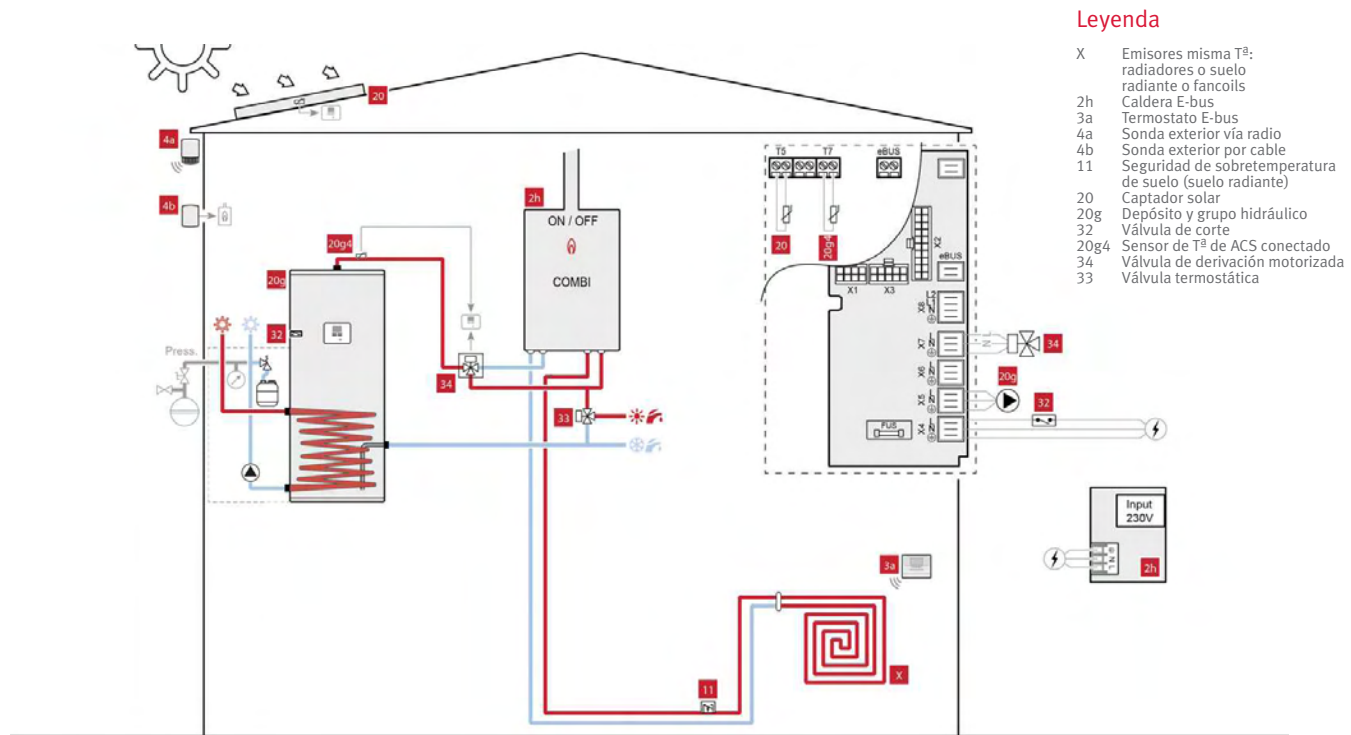 Leyenda
X Emisores misma Tª:
radiadores o suelo
radiante o fancoils
2h Caldera E-bus
3a Termostato E-bus
4a Sonda exterior vía radio
4b Sonda exterior por cable
11 Seguridad de sobretemperatura
de suelo (suelo radiante)
20 Captador solar
20g Depósito y grupo hidráulico
32 Válvula de corte
20g4 Sensor de Tª de ACS conectado
34 Válvula de derivación motorizada
33 Válvula termostática
20
4a
4b
2h
ON / OFF
COMBI
20g4
20g
32
Press.
34
33
T5
T7
eBUS
20
20g4
X2
X1
X3
eBUS
L2
L1
N
X8
X7
L
N
34
X6
20g
X5
32
X4
FUS
Input
230V
N
L
2h
3a
11
X